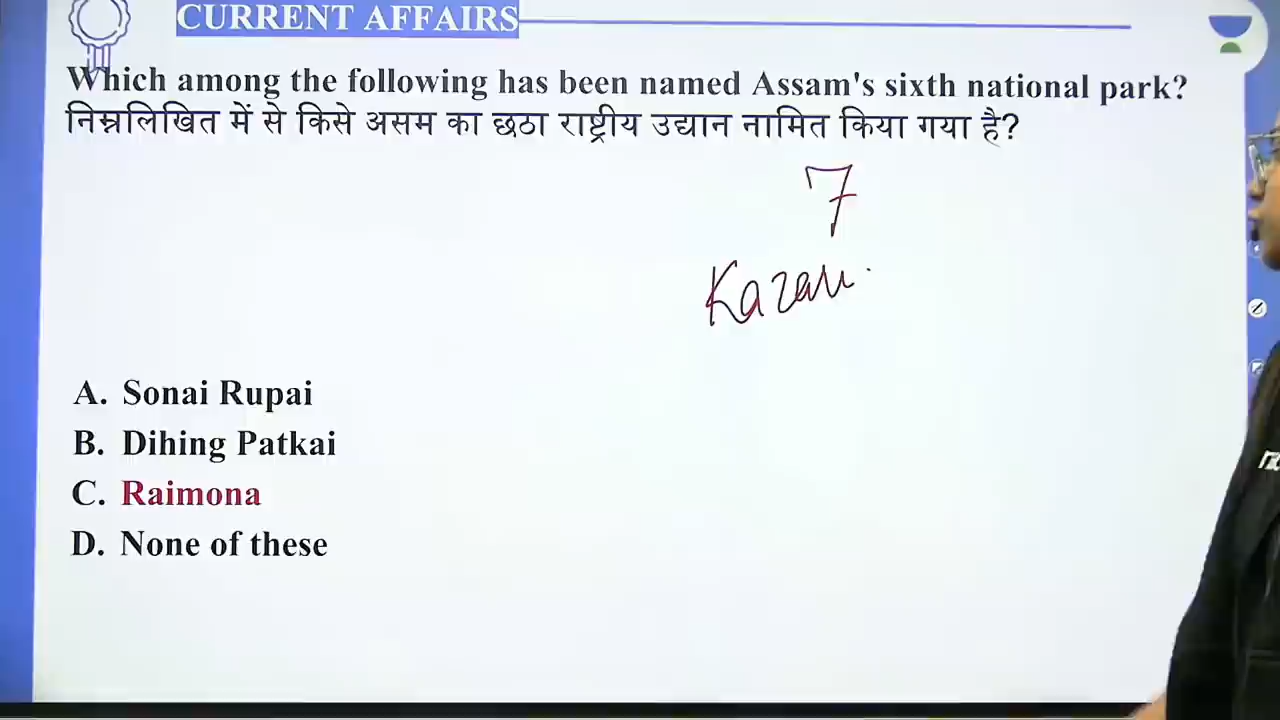 CURRENT AFFAIRS
Which among the following has been named Assam's sixth national park?
निम्नलिखित में से किसे असम का छठा राष्ट्रीय उद्यान नामित किया गया है?
7
A. Sonai Rupai
B. Dihing Patkai
C. Raimona
D. None of these